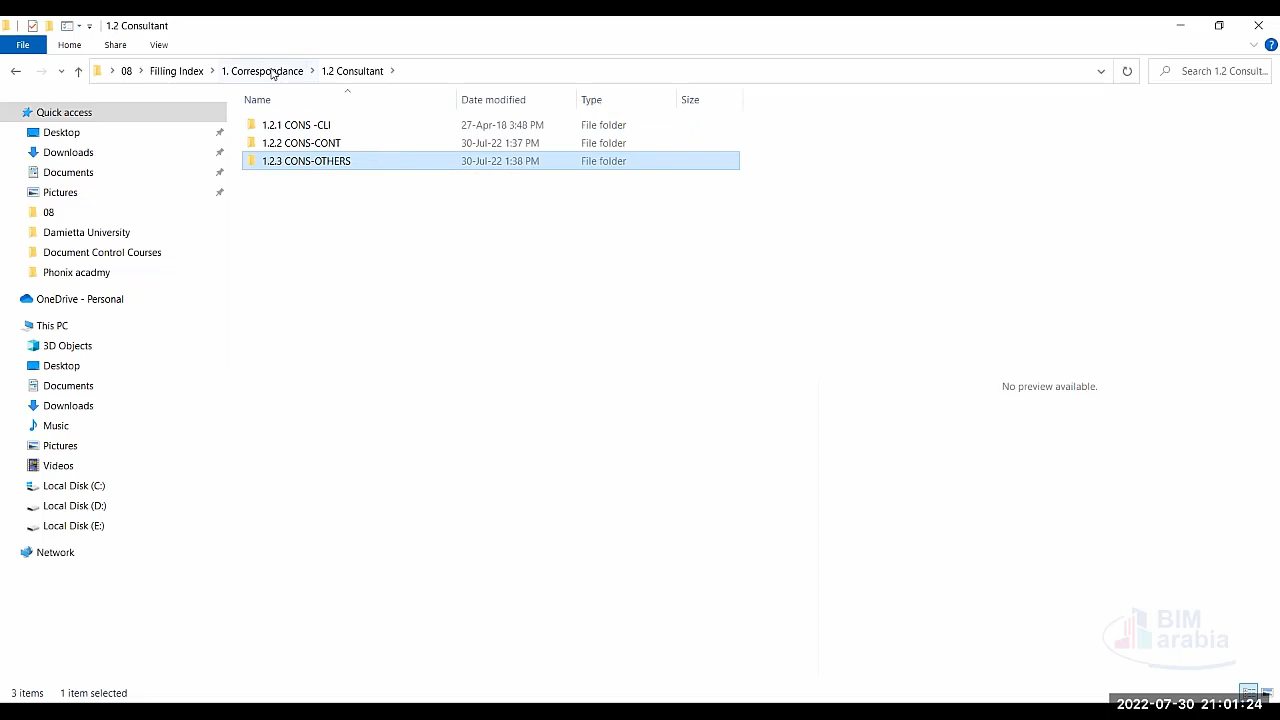 1.2 Consultant
File Home Share View
08 Filling Index 1. Correspondance 1.2 Consultant Search 1.2 Consult...
Name Date modified Type Size
Quick access
Desktop
Downloads
Documents
Pictures
08
Damietta University
Document Control Courses
Phonix acadmy
OneDrive - Personal
This PC
3D Objects
Desktop
Documents
Downloads
Music
Pictures
Videos
Local Disk (C:)
Local Disk (D:)
Local Disk (E:)
Network
1.2.1 CONS -CLI 27-Apr-18 3:48 PM File folder
1.2.2 CONS-CONT 30-Jul-22 1:37 PM File folder
1.2.3 CONS-OTHERS 30-Jul-22 1:38 PM File folder
No preview available.
BIM
arabia
3 items 1 item selected
2022-07-30 21:01:24